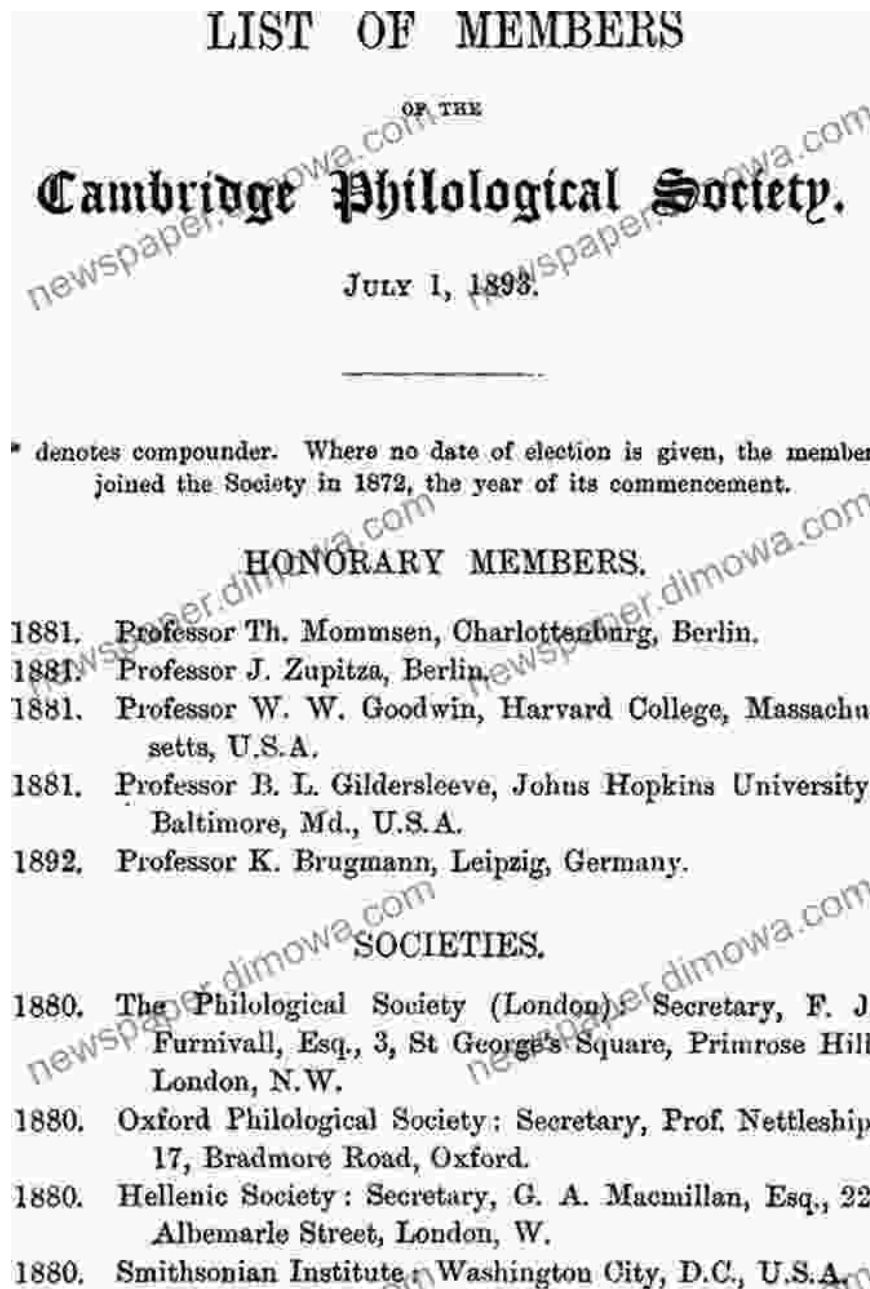 LIST OF MEMBERS
OF THE
Cambridge Philological Society.
JULY 1, 1893.
* denotes compounder. Where no date of election is given, the member
joined the Society in 1872, the year of its commencement.
HONORARY MEMBERS.
1881. Professor Th. Mommsen, Charlottenburg, Berlin.
1881. Professor J. Zupitza, Berlin.
1881. Professor W. W. Goodwin, Harvard College, Massachu
setts, U.S.A.
1881. Professor B. L. Gildersleeve, Johns Hopkins University
Baltimore, Md., U.S.A.
1892. Professor K. Brugmann, Leipzig, Germany.
SOCIETIES.
1880. The Philological Society (London): Secretary, F. J
Furnivall, Esq., 3, St George's Square, Primrose Hill
London, N.W.
1880. Oxford Philological Society: Secretary, Prof. Nettleship
17, Bradmore Road, Oxford.
1880. Hellenic Society: Secretary, G. A. Macmillan, Esq., 22
Albemarle Street, London, W.
1880. Smithsonian Institute: Washington City, D.C., U.S.A.
newspaper.dimowa.com
newspaper.dimowa.com
newspaper.dimowa.com
newspaper.dimowa.com
newspaper.dimowa.com
newspaper.dimowa.com